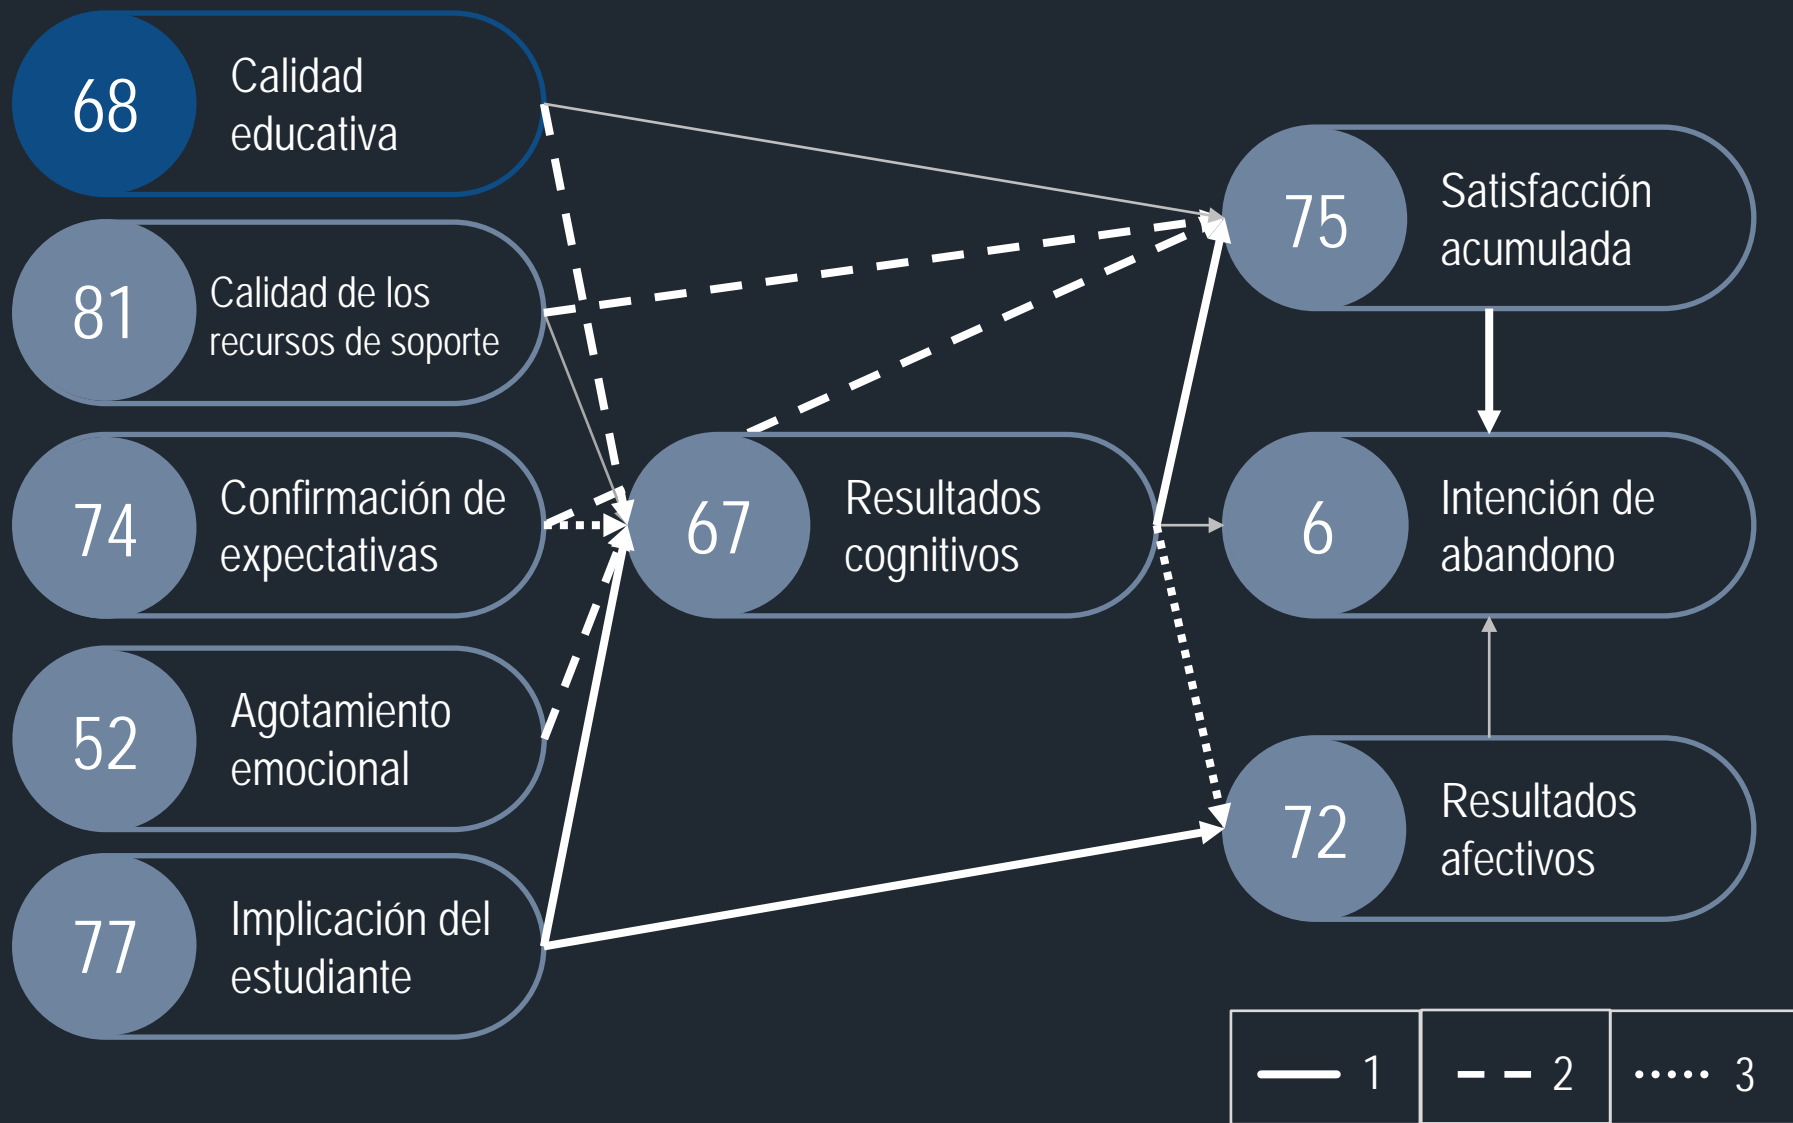 68
Calidad
educativa
81
Calidad de los
recursos de soporte
74
Confirmación de
expectativas
52
Agotamiento
emocional
77
Implicación del
estudiante
67
Resultados
cognitivos
75
Satisfacción
acumulada
6
Intención de
abandono
72
Resultados
afectivos
1
2
3